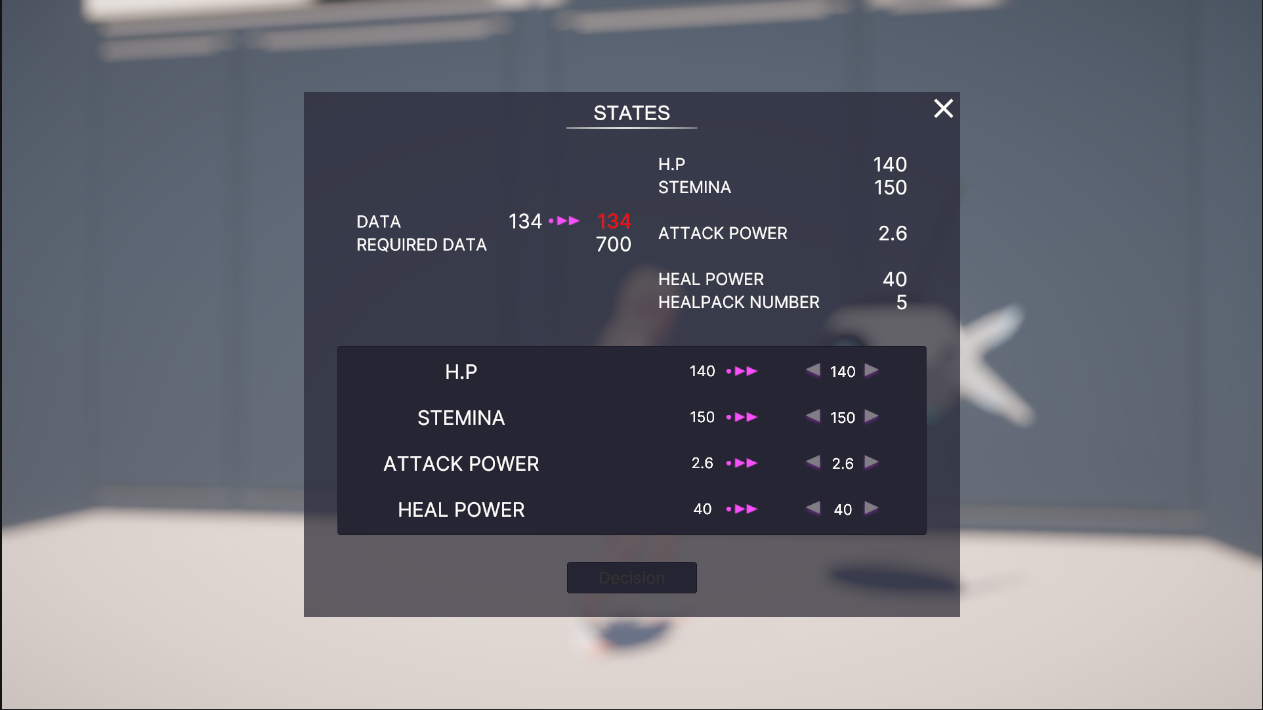 STATES
H.P 140
STEMINA 150
DATA 134 134
REQUIRED DATA 700
ATTACK POWER 2.6
HEAL POWER 40
HEALPACK NUMBER 5
H.P 140 140
STEMINA 150 150
ATTACK POWER 2.6 2.6
HEAL POWER 40 40
Decision